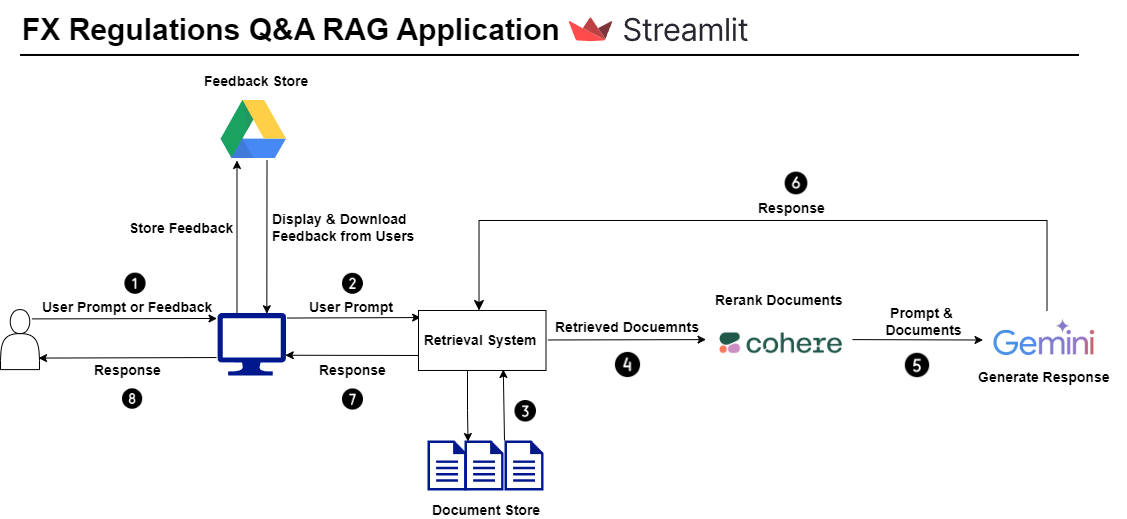 FX Regulations Q&A RAG Application Streamlit
Feedback Store
6
Response
Store Feedback
Display & Download
Feedback from Users
1
User Prompt or Feedback
2
User Prompt
Retrieval System
Retrieved Docuemnts
4
Rerank Documents
cohere
Prompt &
Documents
5
Gemini
Generate Response
Response
8
Response
7
3
Document Store